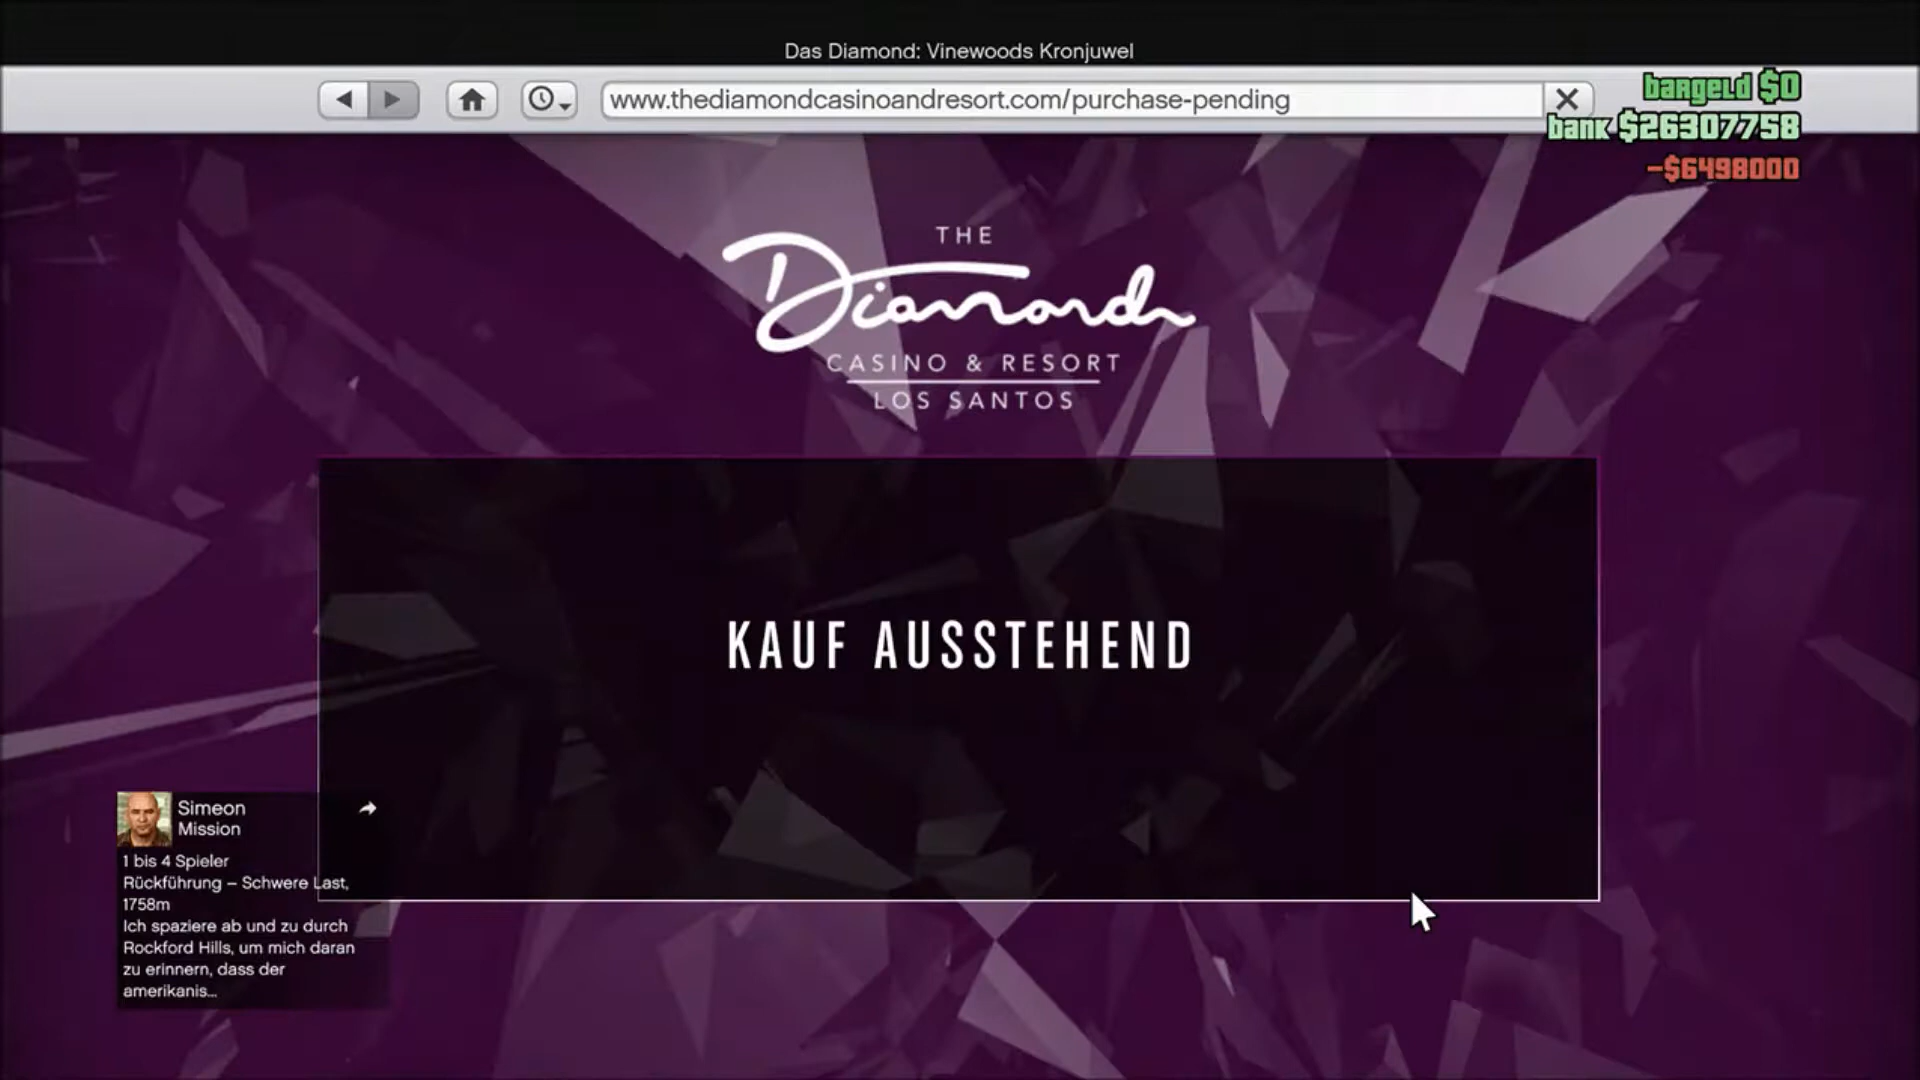 Das Diamond: Vinewoods Kronjuwel
www.thediamondcasinoandresort.com/purchase-pending
bargeld $0
bank $26307758
-$6498000
THE
Diamond
CASINO & RESORT
LOS SANTOS
KAUF AUSSTEHEND
Simeon
Mission
1 bis 4 Spieler
Rückführung – Schwere Last,
1758m
Ich spaziere ab und zu durch
Rockford Hills, um mich daran
zu erinnern, dass der
amerikanis...